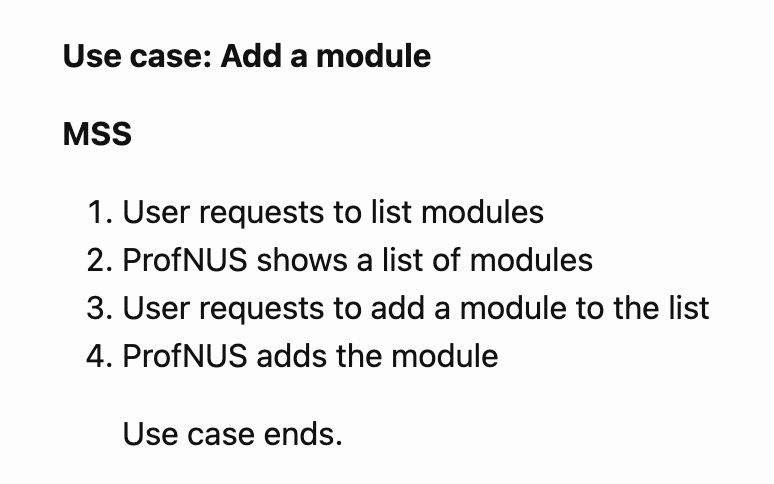 Use case: Add a module
MSS
1. User requests to list modules
2. ProfNUS shows a list of modules
3. User requests to add a module to the list
4. ProfNUS adds the module
Use case ends.